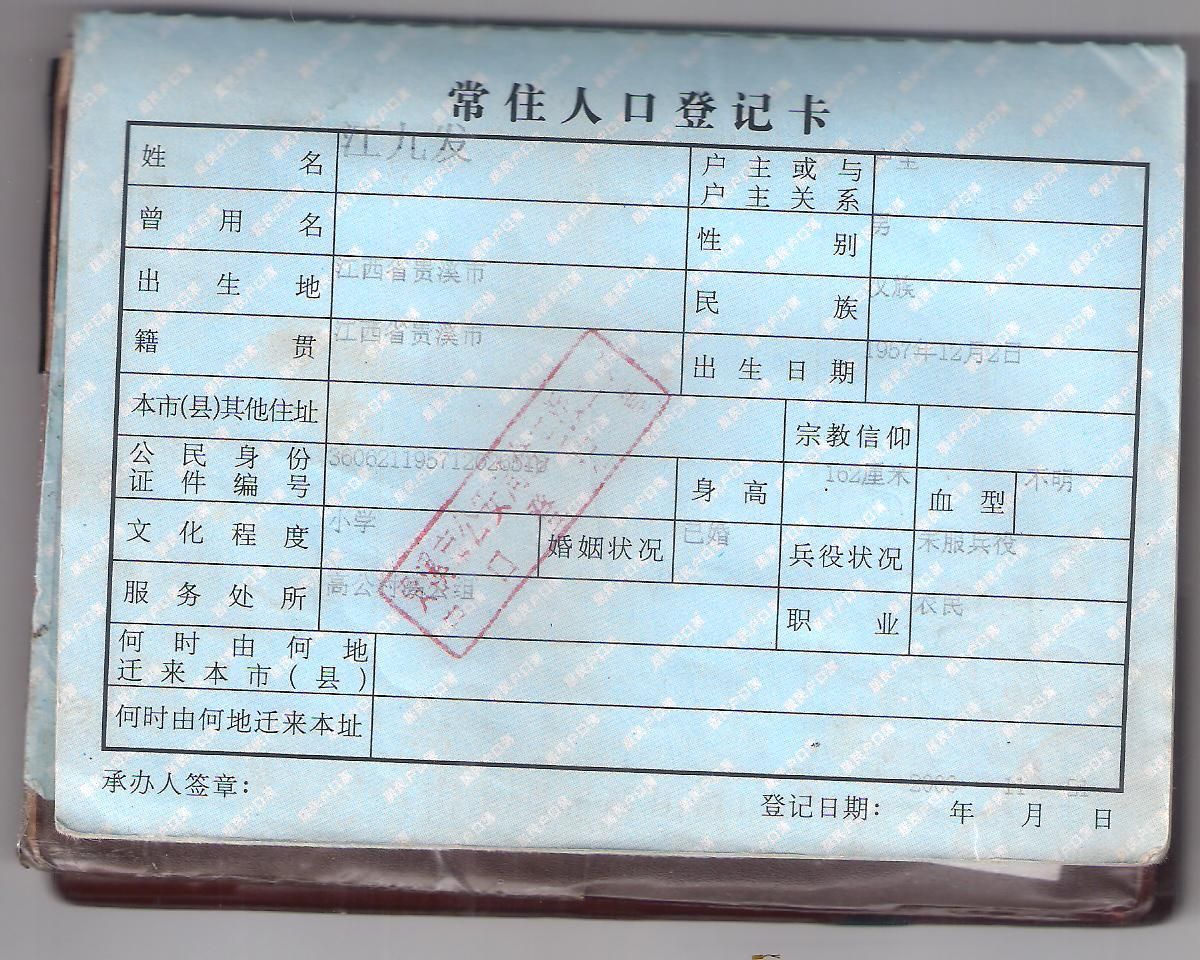 常住人口登记卡
姓名 江九发 户主或与户主关系 户主
曾用名 性别 男
出生地 江西省贵溪市 民族 汉族
籍贯 江西省贵溪市 出生日期 1957年12月2日
本市(县)其他住址 宗教信仰
公民身份证件编号 身高 162厘米 血型 不明
文化程度 小学 婚姻状况 已婚 兵役状况 未服兵役
服务处所 职业 农民
何时由何地迁来本市(县)
何时由何地迁来本址
承办人签章：
登记日期： 年 11 月 日